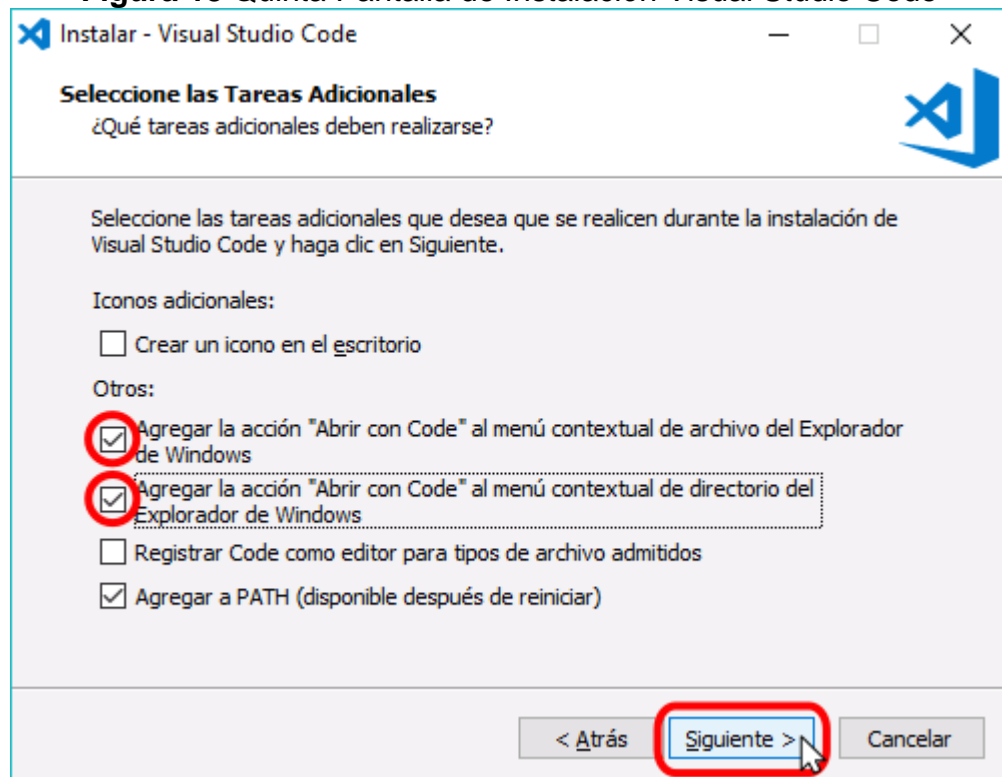 Instalar - Visual Studio Code
Seleccione las Tareas Adicionales
¿Qué tareas adicionales deben realizarse?
Seleccione las tareas adicionales que desea que se realicen durante la instalación de
Visual Studio Code y haga clic en Siguiente.
Iconos adicionales:
Crear un icono en el escritorio
Otros:
Agregar la acción "Abrir con Code" al menú contextual de archivo del Explorador
de Windows
Agregar la acción "Abrir con Code" al menú contextual de directorio del
Explorador de Windows
Registrar Code como editor para tipos de archivo admitidos
Agregar a PATH (disponible después de reiniciar)
< Atrás
Siguiente >
Cancelar